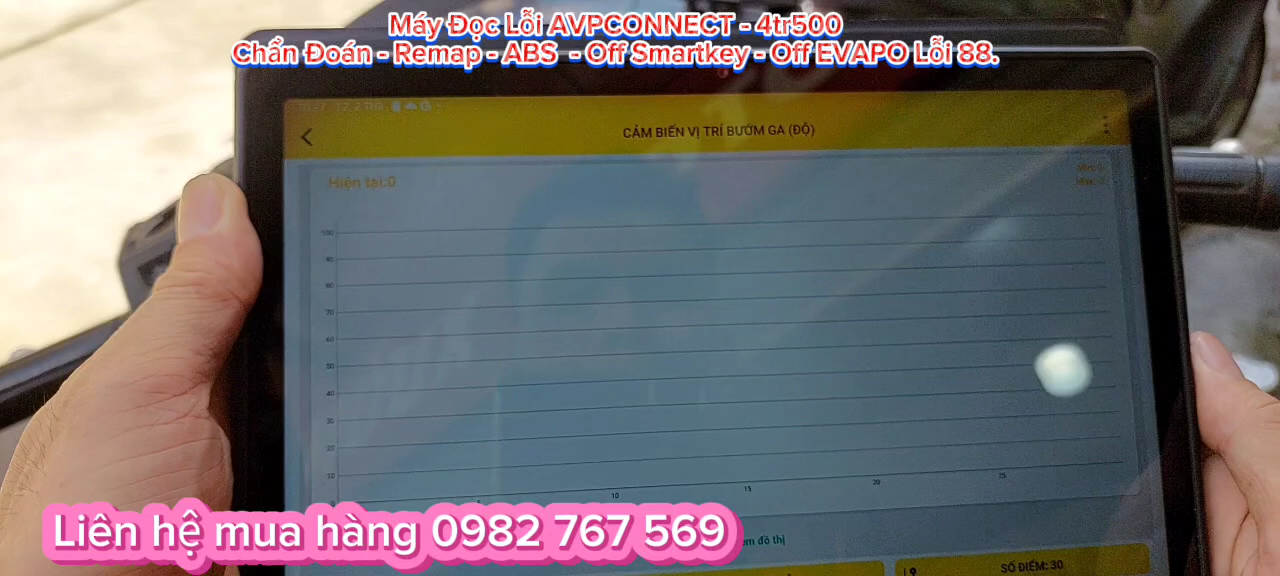 Máy Đọc Lỗi AVPCONNECT - 4tr500
Chẩn Đoán - Remap - ABS - Off Smartkey - Off EVAPO Lỗi 88.
CẢM BIẾN VỊ TRÍ BƯỚM GA (ĐỘ)
Hiện tại:0
100
90
80
70
60
50
40
30
20
10
10 15 20 25
đồ thị
SỐ ĐIỂM: 30
Liên hệ mua hàng 0982 767 569